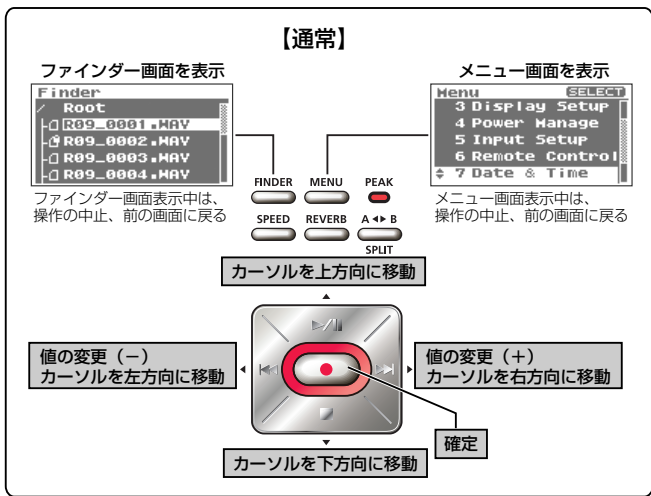 【通常】
ファインダー画面を表示
Finder
/ Root
R09_0001.WAV
R09_0002.WAV
R09_0003.WAV
R09_0004.WAV
ファインダー画面表示中は、
操作の中止、前の画面に戻る
メニュー画面を表示
Menu SELECT
3 Display Setup
4 Power Manage
5 Input Setup
6 Remote Control
7 Date & Time
メニュー画面表示中は、
操作の中止、前の画面に戻る
FINDER MENU PEAK
SPEED REVERB A◄►B
SPLIT
カーソルを上方向に移動
値の変更（－）
カーソルを左方向に移動
値の変更（＋）
カーソルを右方向に移動
確定
カーソルを下方向に移動